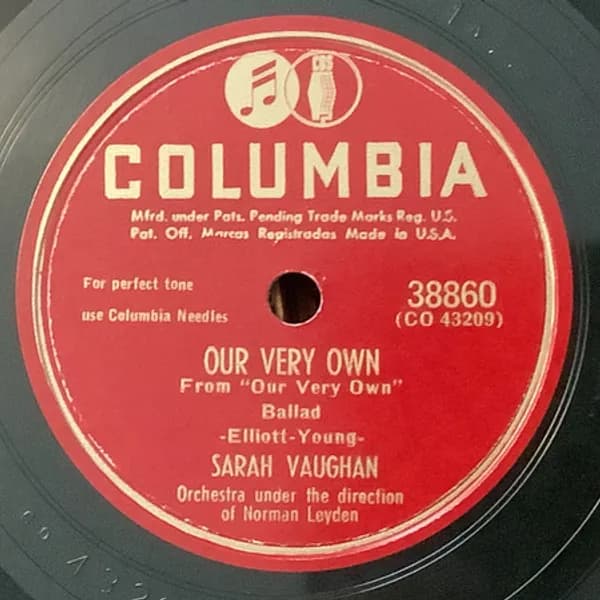 CBS
COLUMBIA
Mfrd. under Pats. Pending Trade Marks Reg. U.S.
Pat. Off. Marcas Registradas Made in U.S.A.
For perfect tone
use Columbia Needles
38860
(CO 43209)
OUR VERY OWN
From "Our Very Own"
Ballad
-Elliott-Young-
SARAH VAUGHAN
Orchestra under the direction
of Norman Leyden